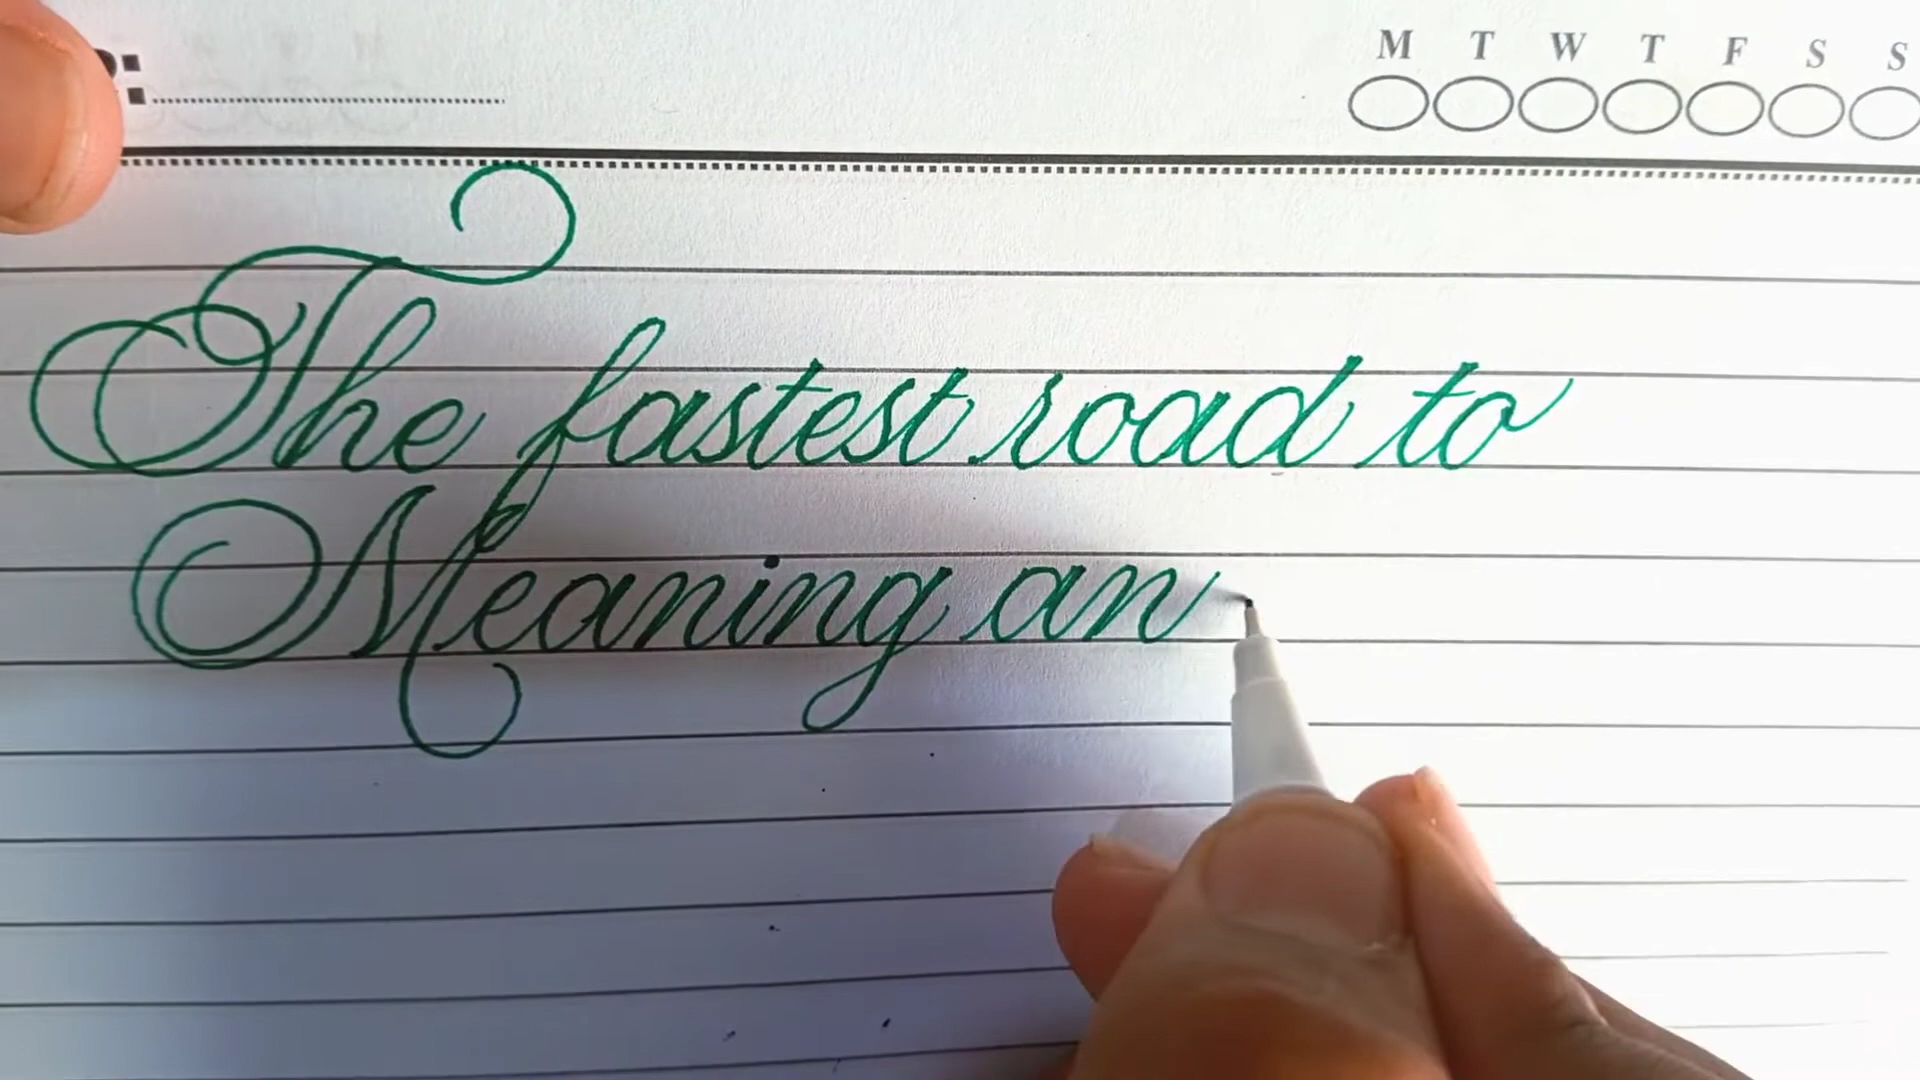 M T W T F S S
The fastest road to
Meaning an